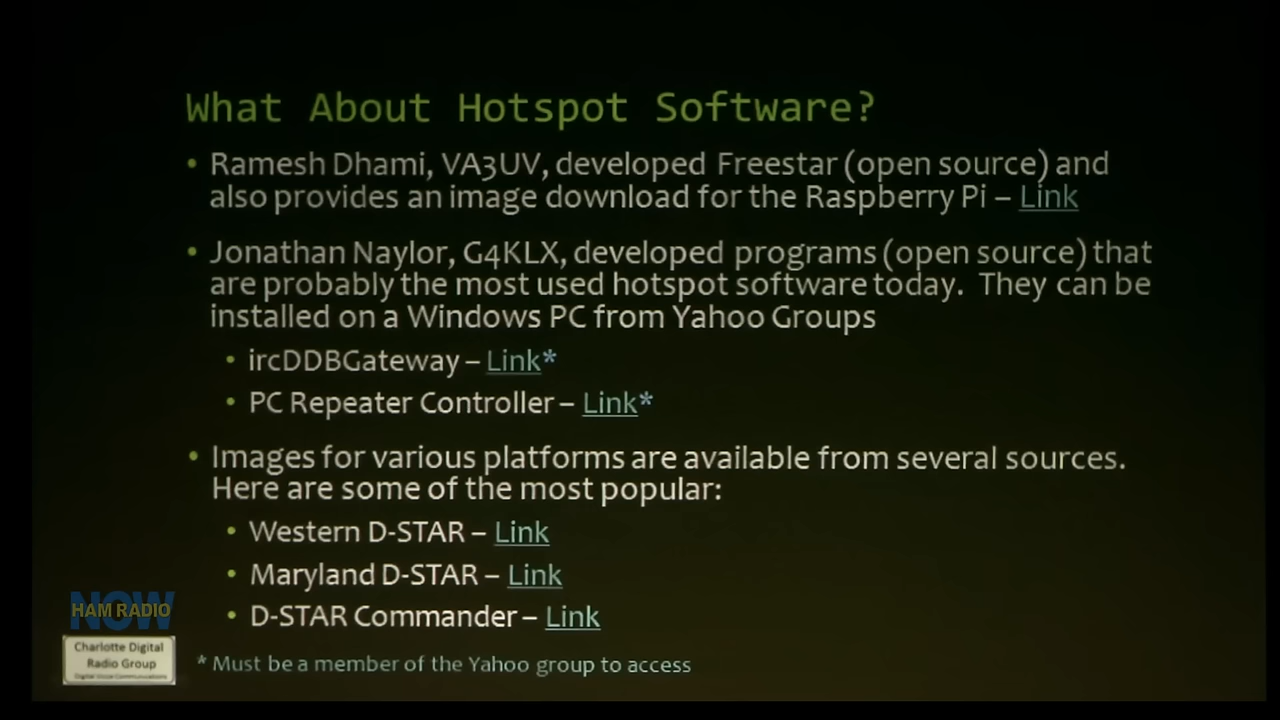 What About Hotspot Software?
• Ramesh Dhami, VA3UV, developed Freestar (open source) and
also provides an image download for the Raspberry Pi – Link
• Jonathan Naylor, G4KLX, developed programs (open source) that
are probably the most used hotspot software today. They can be
installed on a Windows PC from Yahoo Groups
• ircDDBGateway – Link*
• PC Repeater Controller – Link*
• Images for various platforms are available from several sources.
Here are some of the most popular:
• Western D-STAR – Link
• Maryland D-STAR – Link
• D-STAR Commander – Link
* Must be a member of the Yahoo group to access
NOW
HAM RADIO
Charlotte Digital
Radio Group
Digital Voice Communications